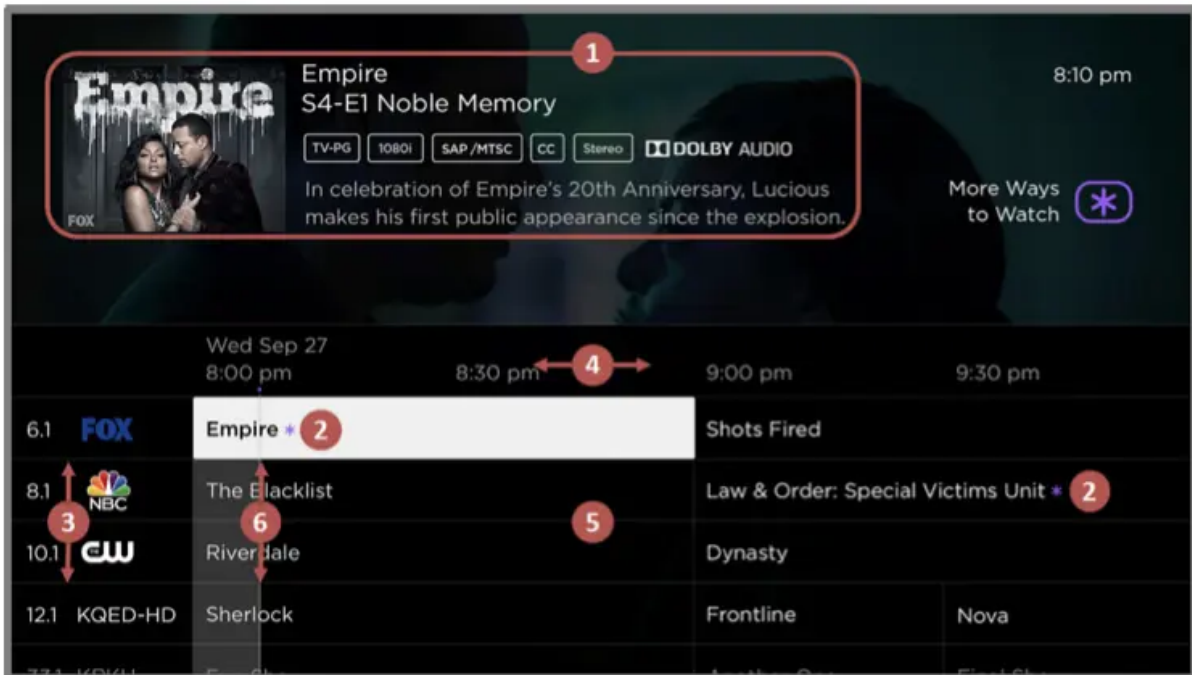 1
Empire
Empire
S4-E1 Noble Memory
8:10 pm
TV-PG 1080i SAP/MTSC CC Stereo DOLBY AUDIO
In celebration of Empire's 20th Anniversary, Lucious
makes his first public appearance since the explosion.
FOX
More Ways
to Watch *
Wed Sep 27
8:00 pm 8:30 pm 4 9:00 pm 9:30 pm
6.1 FOX Empire * 2 Shots Fired
8.1 NBC The Blacklist Law & Order: Special Victims Unit * 2
3 6 5
10.1 THE CW Riverdale Dynasty
12.1 KQED-HD Sherlock Frontline Nova